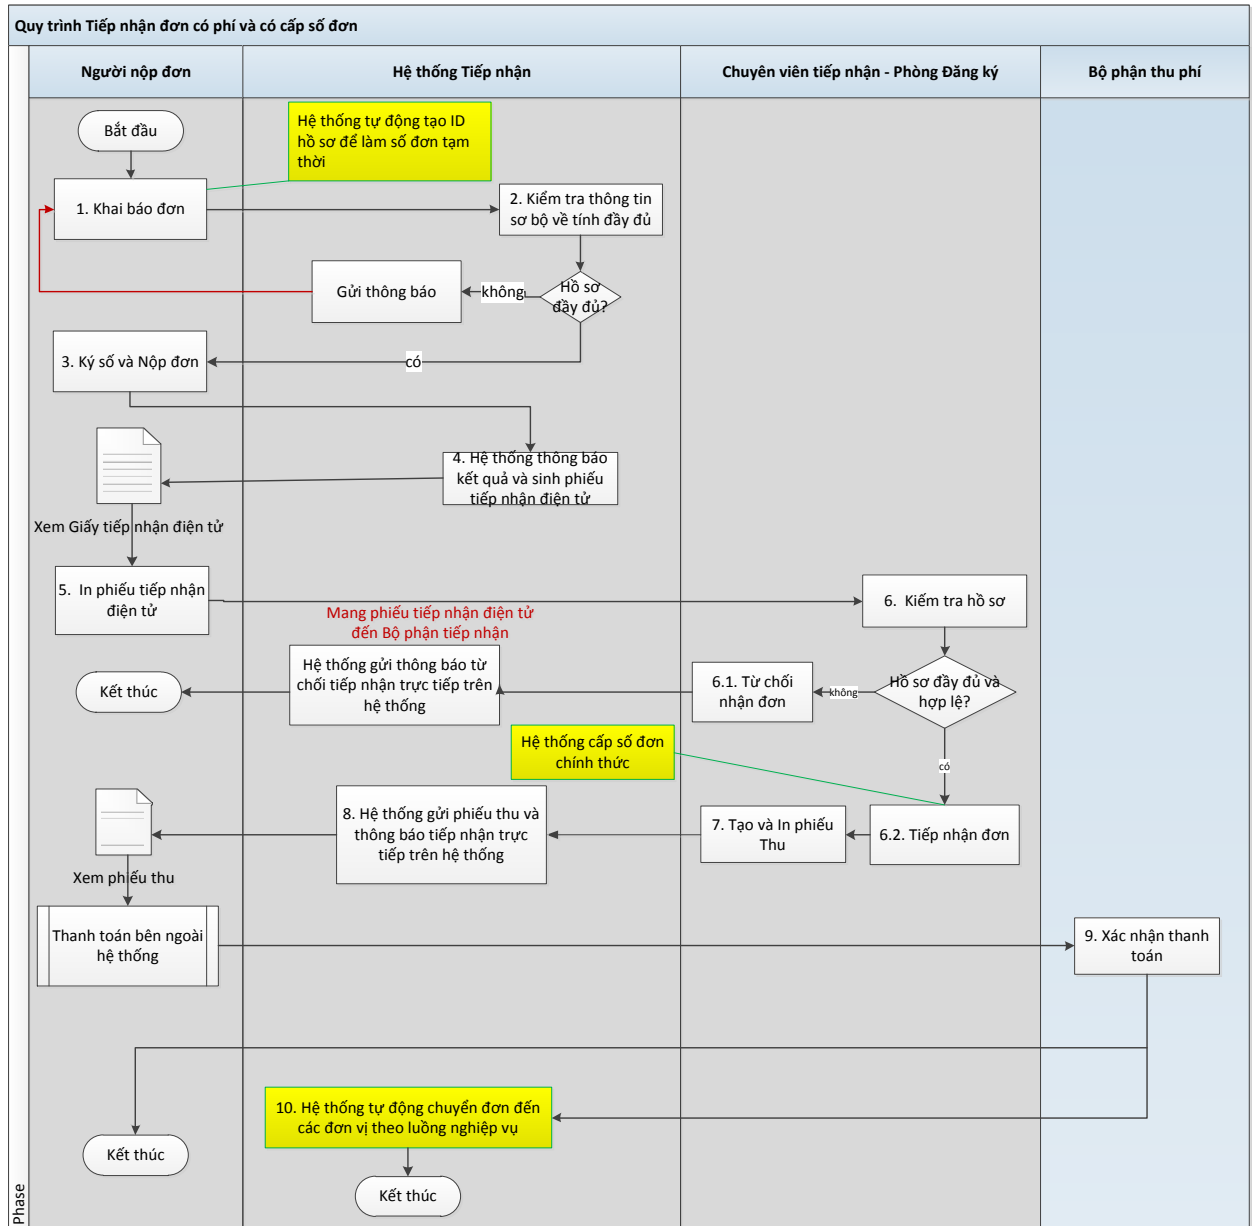 Quy trình Tiếp nhận đơn có phí và có cấp số đơn
Người nộp đơn
Hệ thống Tiếp nhận
Chuyên viên tiếp nhận - Phòng Đăng ký
Bộ phận thu phí
Bắt đầu
Hệ thống tự động tạo ID
hồ sơ để làm số đơn tạm
thời
1. Khai báo đơn
2. Kiểm tra thông tin
sơ bộ về tính đầy đủ
Gửi thông báo
không
Hồ sơ
đầy đủ?
3. Ký số và Nộp đơn
có
4. Hệ thống thông báo
kết quả và sinh phiếu
tiếp nhận điện tử
Xem Giấy tiếp nhận điện tử
5. In phiếu tiếp nhận
điện tử
6. Kiểm tra hồ sơ
Mang phiếu tiếp nhận điện tử
đến Bộ phận tiếp nhận
Kết thúc
Hệ thống gửi thông báo từ
chối tiếp nhận trực tiếp trên
hệ thống
6.1. Từ chối
nhận đơn
không
Hồ sơ đầy đủ và
hợp lệ?
Hệ thống cấp số đơn
chính thức
có
8. Hệ thống gửi phiếu thu và
thông báo tiếp nhận trực
tiếp trên hệ thống
7. Tạo và In phiếu
Thu
6.2. Tiếp nhận đơn
Xem phiếu thu
Thanh toán bên ngoài
hệ thống
9. Xác nhận thanh
toán
10. Hệ thống tự động chuyển đơn đến
các đơn vị theo luồng nghiệp vụ
Kết thúc
Kết thúc
Phase